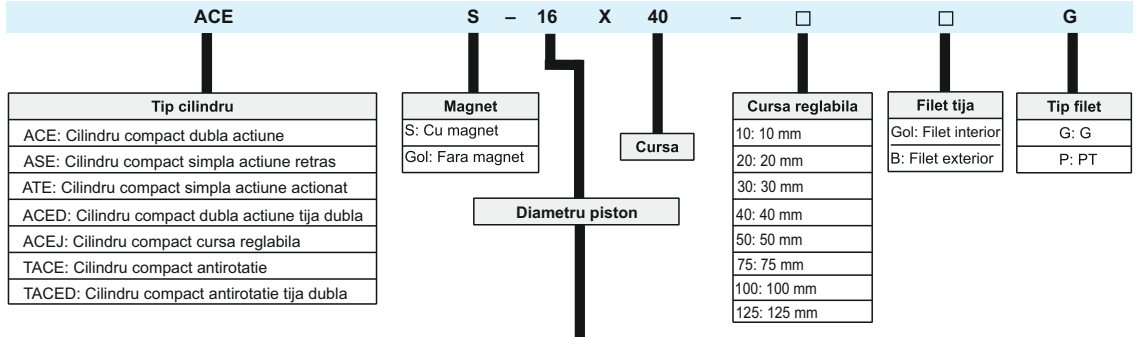 ACE S – 16 X 40 – □ □ G
Tip cilindru
ACE: Cilindru compact dubla actiune
ASE: Cilindru compact simpla actiune retras
ATE: Cilindru compact simpla actiune actionat
ACED: Cilindru compact dubla actiune tija dubla
ACEJ: Cilindru compact cursa reglabila
TACE: Cilindru compact antirotatie
TACED: Cilindru compact antirotatie tija dubla
Magnet
S: Cu magnet
Gol: Fara magnet
Diametru piston
Cursa
Cursa reglabila
10: 10 mm
20: 20 mm
30: 30 mm
40: 40 mm
50: 50 mm
75: 75 mm
100: 100 mm
125: 125 mm
Filet tija
Gol: Filet interior
B: Filet exterior
Tip filet
G: G
P: PT